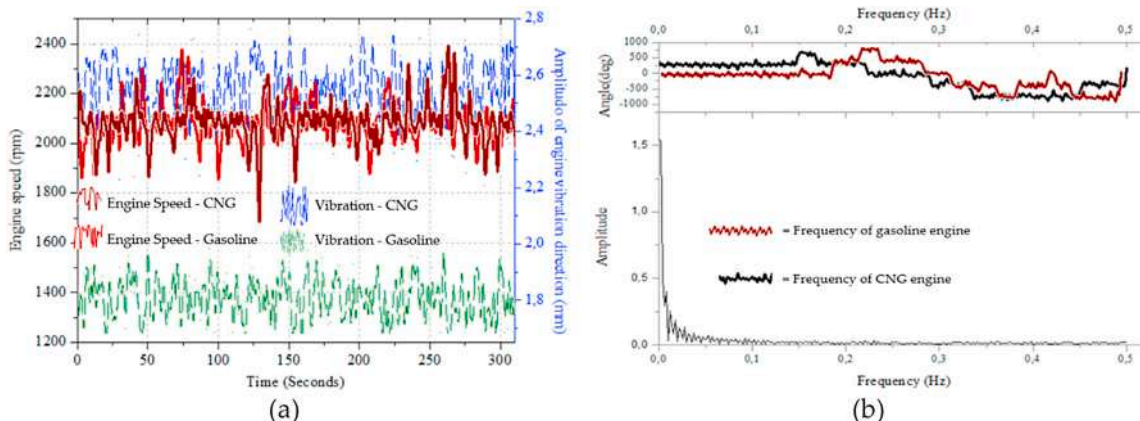 2,8
2400
2,6
2200
2,4
2000
2,2
1800
2,0
1600
1,8
1400
1200
Engine speed (rpm)
Amplitudo of engine vibration direction (mm)
Engine Speed - CNG
Vibration - CNG
Engine Speed - Gasoline
Vibration - Gasoline
0 50 100 150 200 250 300
Time (Seconds)
(a)
Frequency (Hz)
0,0 0,1 0,2 0,3 0,4 0,5
Angle(deg)
1000
500
0
-500
-1000
Amplitude
1,5
1,0
0,5
0,0
= Frequency of gasoline engine
= Frequency of CNG engine
0,0 0,1 0,2 0,3 0,4 0,5
Frequency (Hz)
(b)